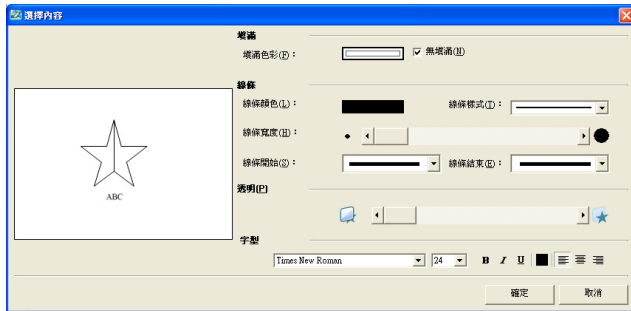 選擇內容
填滿
填滿色彩(F)：
無填滿(N)
線條
線條顏色(L)：
線條樣式(T)：
線條寬度(H)：
線條開始(S)：
線條結束(E)：
透明(P)
ABC
字型
Times New Roman
24
B I U
確定
取消